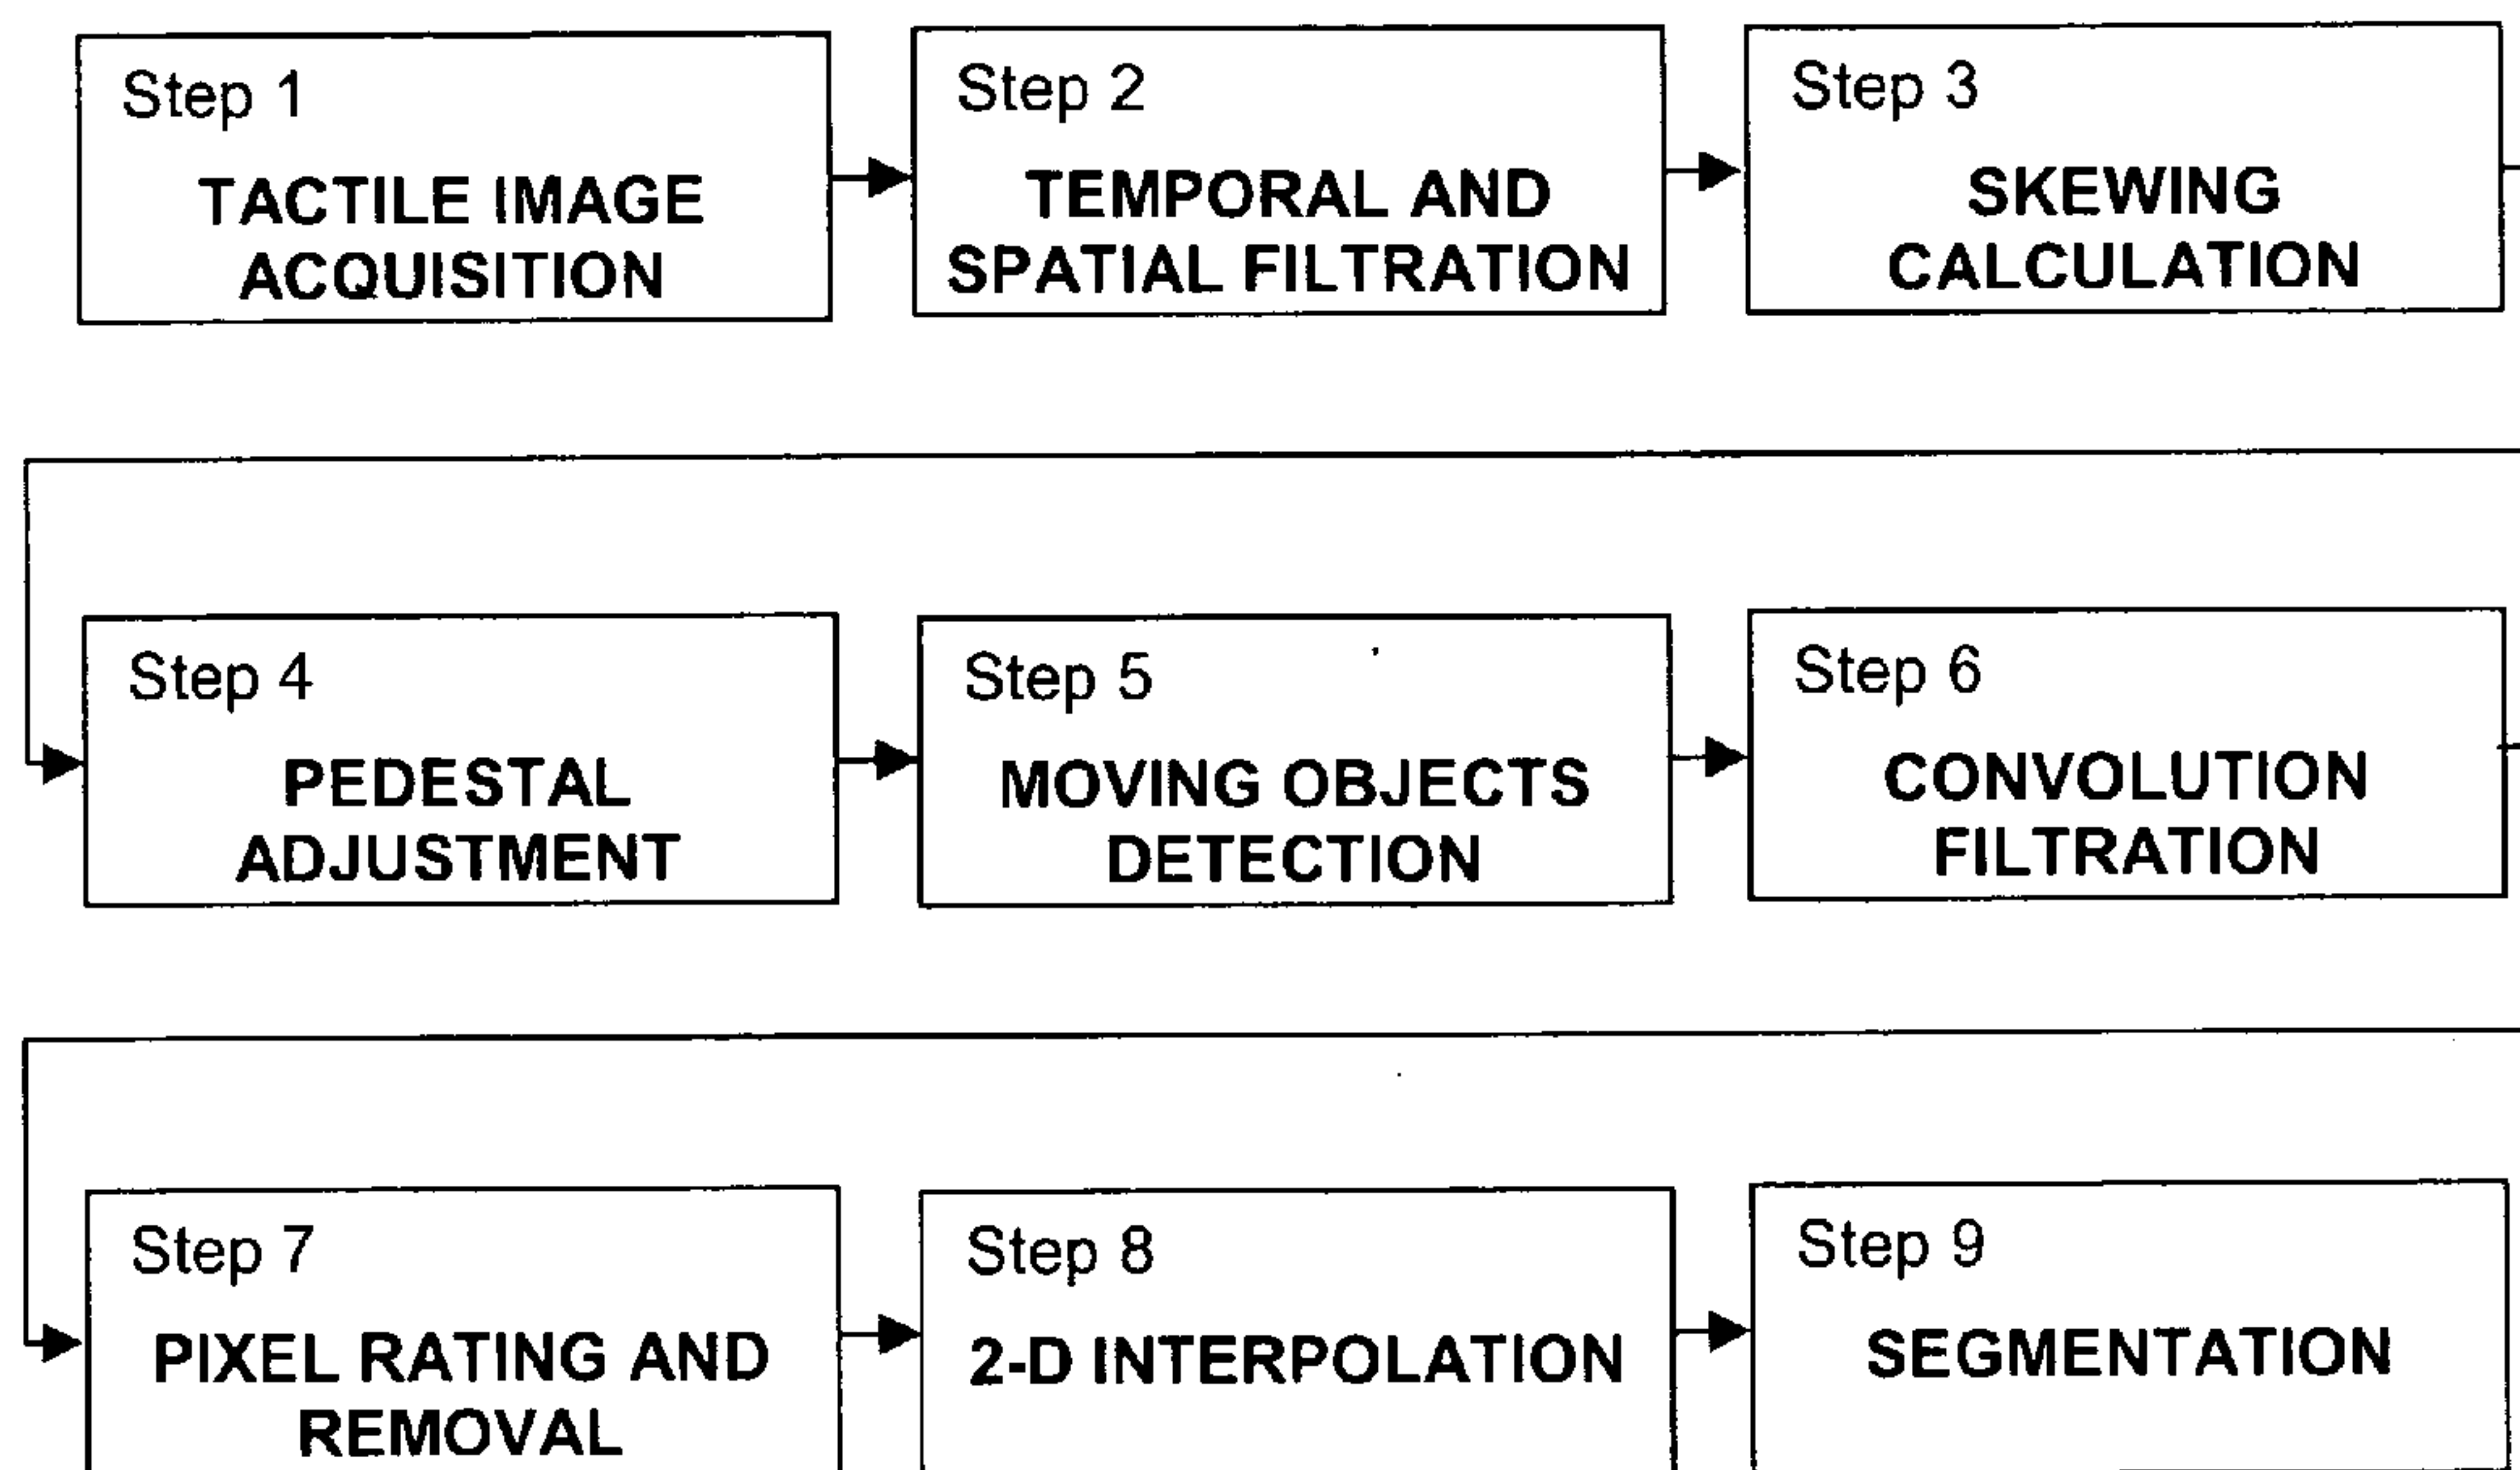 Step 1
TACTILE IMAGE
ACQUISITION
Step 2
TEMPORAL AND
SPATIAL FILTRATION
Step 3
SKEWING
CALCULATION
Step 4
PEDESTAL
ADJUSTMENT
Step 5
MOVING OBJECTS
DETECTION
Step 6
CONVOLUTION
FILTRATION
Step 7
PIXEL RATING AND
REMOVAL
Step 8
2-D INTERPOLATION
Step 9
SEGMENTATION